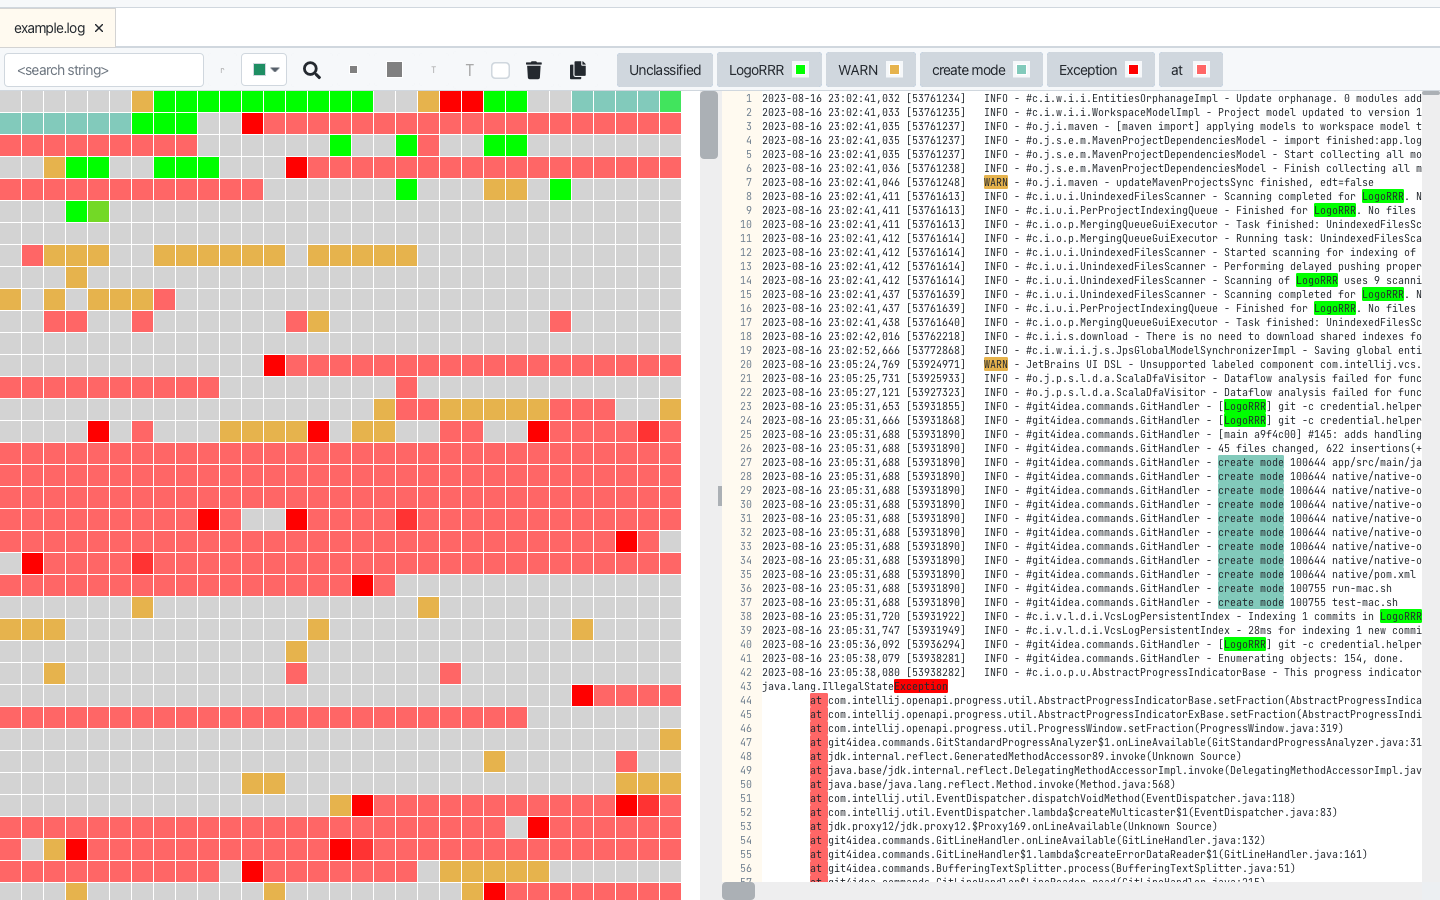 example.log ×
<search string>
Unclassified
LogoRRR
WARN
create mode
Exception
at
1 2023-08-16 23:02:41,032 [53761234]   INFO - #c.i.w.i.i.EntitiesOrphanageImpl - Update orphanage. 0 modules add
2 2023-08-16 23:02:41,033 [53761235]   INFO - #c.i.w.i.i.WorkspaceModelImpl - Project model updated to version 1
3 2023-08-16 23:02:41,035 [53761237]   INFO - #o.j.i.maven - [maven import] applying models to workspace model t
4 2023-08-16 23:02:41,035 [53761237]   INFO - #o.j.s.e.m.MavenProjectDependenciesModel - import finished:app.log
5 2023-08-16 23:02:41,035 [53761237]   INFO - #o.j.s.e.m.MavenProjectDependenciesModel - Start collecting all mo
6 2023-08-16 23:02:41,036 [53761238]   INFO - #o.j.s.e.m.MavenProjectDependenciesModel - Finish collecting all m
7 2023-08-16 23:02:41,046 [53761248]   WARN - #o.j.i.maven - updateMavenProjectsSync finished, edt=false
8 2023-08-16 23:02:41,411 [53761613]   INFO - #c.i.u.i.UnindexedFilesScanner - Scanning completed for LogoRRR. N
9 2023-08-16 23:02:41,411 [53761613]   INFO - #c.i.u.i.PerProjectIndexingQueue - Finished for LogoRRR. No files
10 2023-08-16 23:02:41,411 [53761613]   INFO - #c.i.o.p.MergingQueueGuiExecutor - Task finished: UnindexedFilesSc
11 2023-08-16 23:02:41,412 [53761614]   INFO - #c.i.o.p.MergingQueueGuiExecutor - Running task: UnindexedFilesSca
12 2023-08-16 23:02:41,412 [53761614]   INFO - #c.i.u.i.UnindexedFilesScanner - Started scanning for indexing of
13 2023-08-16 23:02:41,412 [53761614]   INFO - #c.i.u.i.UnindexedFilesScanner - Performing delayed pushing proper
14 2023-08-16 23:02:41,412 [53761614]   INFO - #c.i.u.i.UnindexedFilesScanner - Scanning of LogoRRR uses 9 scanni
15 2023-08-16 23:02:41,437 [53761639]   INFO - #c.i.u.i.UnindexedFilesScanner - Scanning completed for LogoRRR. N
16 2023-08-16 23:02:41,437 [53761639]   INFO - #c.i.u.i.PerProjectIndexingQueue - Finished for LogoRRR. No files
17 2023-08-16 23:02:41,438 [53761640]   INFO - #c.i.o.p.MergingQueueGuiExecutor - Task finished: UnindexedFilesSc
18 2023-08-16 23:02:42,016 [53762218]   INFO - #c.i.i.s.download - There is no need to download shared indexes fo
19 2023-08-16 23:02:52,666 [53772868]   INFO - #c.i.w.i.i.j.s.JpsGlobalModelSynchronizerImpl - Saving global enti
20 2023-08-16 23:05:24,769 [53924971]   WARN - JetBrains UI DSL - Unsupported labeled component com.intellij.vcs.
21 2023-08-16 23:05:25,731 [53925933]   INFO - #o.j.p.s.l.d.a.ScalaDfaVisitor - Dataflow analysis failed for func
22 2023-08-16 23:05:27,121 [53927323]   INFO - #o.j.p.s.l.d.a.ScalaDfaVisitor - Dataflow analysis failed for func
23 2023-08-16 23:05:31,653 [53931855]   INFO - #git4idea.commands.GitHandler - [LogoRRR] git -c credential.helper
24 2023-08-16 23:05:31,666 [53931868]   INFO - #git4idea.commands.GitHandler - [LogoRRR] git -c credential.helper
25 2023-08-16 23:05:31,688 [53931890]   INFO - #git4idea.commands.GitHandler - [main a9f4c00] #145: adds handling
26 2023-08-16 23:05:31,688 [53931890]   INFO - #git4idea.commands.GitHandler - 45 files changed, 622 insertions(+
27 2023-08-16 23:05:31,688 [53931890]   INFO - #git4idea.commands.GitHandler - create mode 100644 app/src/main/ja
28 2023-08-16 23:05:31,688 [53931890]   INFO - #git4idea.commands.GitHandler - create mode 100644 native/native-o
29 2023-08-16 23:05:31,688 [53931890]   INFO - #git4idea.commands.GitHandler - create mode 100644 native/native-o
30 2023-08-16 23:05:31,688 [53931890]   INFO - #git4idea.commands.GitHandler - create mode 100644 native/native-o
31 2023-08-16 23:05:31,688 [53931890]   INFO - #git4idea.commands.GitHandler - create mode 100644 native/native-o
32 2023-08-16 23:05:31,688 [53931890]   INFO - #git4idea.commands.GitHandler - create mode 100644 native/native-o
33 2023-08-16 23:05:31,688 [53931890]   INFO - #git4idea.commands.GitHandler - create mode 100644 native/native-o
34 2023-08-16 23:05:31,688 [53931890]   INFO - #git4idea.commands.GitHandler - create mode 100644 native/native-o
35 2023-08-16 23:05:31,688 [53931890]   INFO - #git4idea.commands.GitHandler - create mode 100644 native/pom.xml
36 2023-08-16 23:05:31,688 [53931890]   INFO - #git4idea.commands.GitHandler - create mode 100755 run-mac.sh
37 2023-08-16 23:05:31,688 [53931890]   INFO - #git4idea.commands.GitHandler - create mode 100755 test-mac.sh
38 2023-08-16 23:05:31,720 [53931922]   INFO - #c.i.v.l.d.i.VcsLogPersistentIndex - Indexing 1 commits in LogoRRR
39 2023-08-16 23:05:31,747 [53931949]   INFO - #c.i.v.l.d.i.VcsLogPersistentIndex - 28ms for indexing 1 new commi
40 2023-08-16 23:05:36,092 [53936294]   INFO - #git4idea.commands.GitHandler - [LogoRRR] git -c credential.helper
41 2023-08-16 23:05:38,079 [53938281]   INFO - #git4idea.commands.GitHandler - Enumerating objects: 154, done.
42 2023-08-16 23:05:38,080 [53938282]   INFO - #c.i.o.p.u.AbstractProgressIndicatorBase - This progress indicator
43 java.lang.IllegalStateException
44 at com.intellij.openapi.progress.util.AbstractProgressIndicatorBase.setFraction(AbstractProgressIndica
45 at com.intellij.openapi.progress.util.AbstractProgressIndicatorExBase.setFraction(AbstractProgressIndi
46 at com.intellij.openapi.progress.util.ProgressWindow.setFraction(ProgressWindow.java:319)
47 at git4idea.commands.GitStandardProgressAnalyzer$1.onLineAvailable(GitStandardProgressAnalyzer.java:31
48 at jdk.internal.reflect.GeneratedMethodAccessor89.invoke(Unknown Source)
49 at java.base/jdk.internal.reflect.DelegatingMethodAccessorImpl.invoke(DelegatingMethodAccessorImpl.jav
50 at java.base/java.lang.reflect.Method.invoke(Method.java:568)
51 at com.intellij.util.EventDispatcher.dispatchVoidMethod(EventDispatcher.java:118)
52 at com.intellij.util.EventDispatcher.lambda$createMulticaster$1(EventDispatcher.java:83)
53 at jdk.proxy12/jdk.proxy12.$Proxy169.onLineAvailable(Unknown Source)
54 at git4idea.commands.GitLineHandler.onLineAvailable(GitLineHandler.java:132)
55 at git4idea.commands.GitLineHandler$1.lambda$createErrorDataReader$1(GitLineHandler.java:161)
56 at git4idea.commands.BufferingTextSplitter.process(BufferingTextSplitter.java:51)
57 at git4idea.commands.GitLineHandler$LineReader.read(GitLineHandler.java:215)